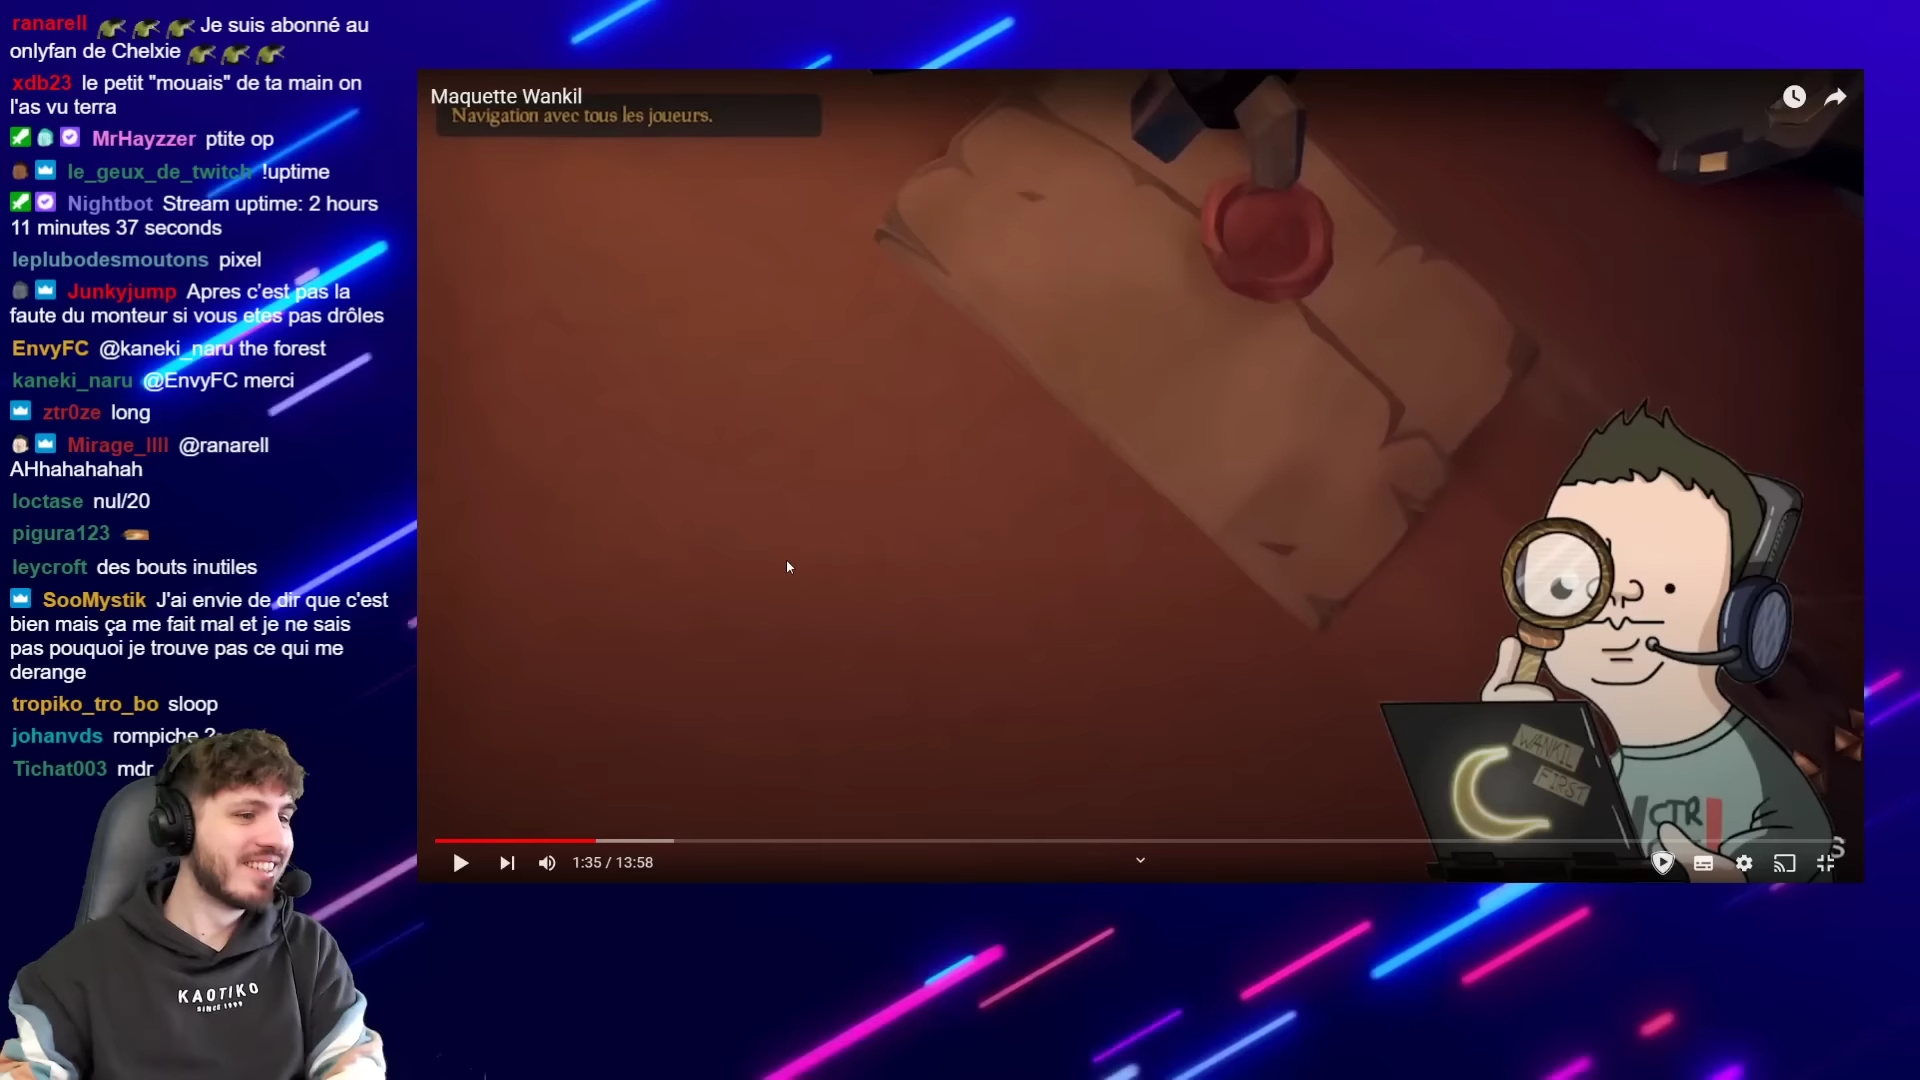 ranarell Je suis abonné au
onlyfan de Chelxie
xdb23 le petit "mouais" de ta main on
l'as vu terra
MrHayzzer ptite op
le_geux_de_twitch !uptime
Nightbot Stream uptime: 2 hours
11 minutes 37 seconds
leplubodesmoutons pixel
Junkyjump Apres c'est pas la
faute du monteur si vous etes pas drôles
EnvyFC @kaneki_naru the forest
kaneki_naru @EnvyFC merci
ztr0ze long
Mirage_llll @ranarell
AHhahahahah
loctase nul/20
pigura123
leycroft des bouts inutiles
SooMystik J'ai envie de dir que c'est
bien mais ça me fait mal et je ne sais
pas pouquoi je trouve pas ce qui me
derange
tropiko_tro_bo sloop
johanvds rompiche ?
Tichat003 mdr
KAOTIKO
SINCE 1999
Maquette Wankil
Navigation avec tous les joueurs.
WANKIL
FIRST
CTR
S
1:35 / 13:58